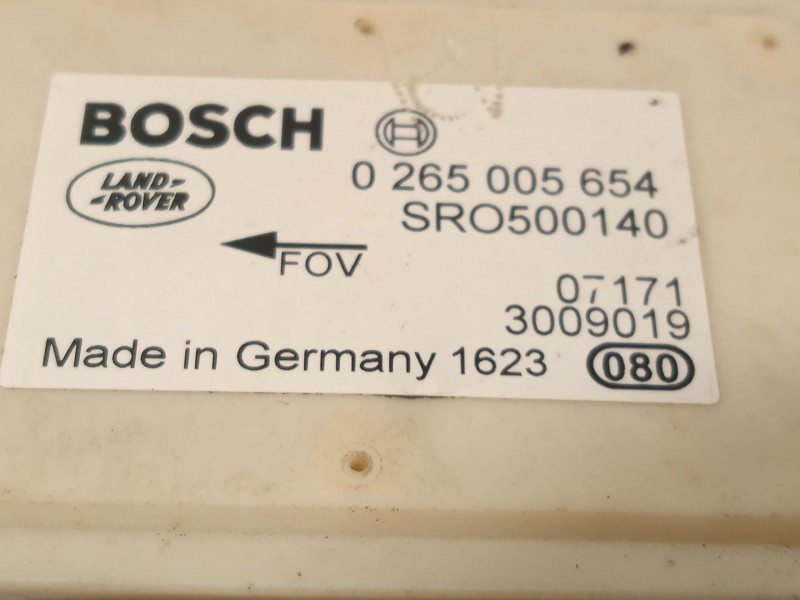 BOSCH
LAND-
-ROVER
0 265 005 654
SRO500140
FOV
07171
3009019
Made in Germany 1623 080